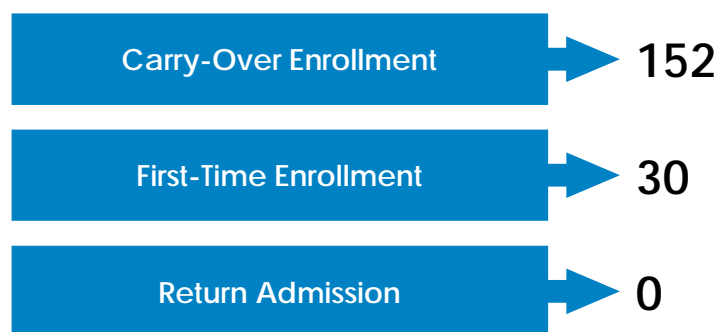 Carry-Over Enrollment 152
First-Time Enrollment 30
Return Admission 0